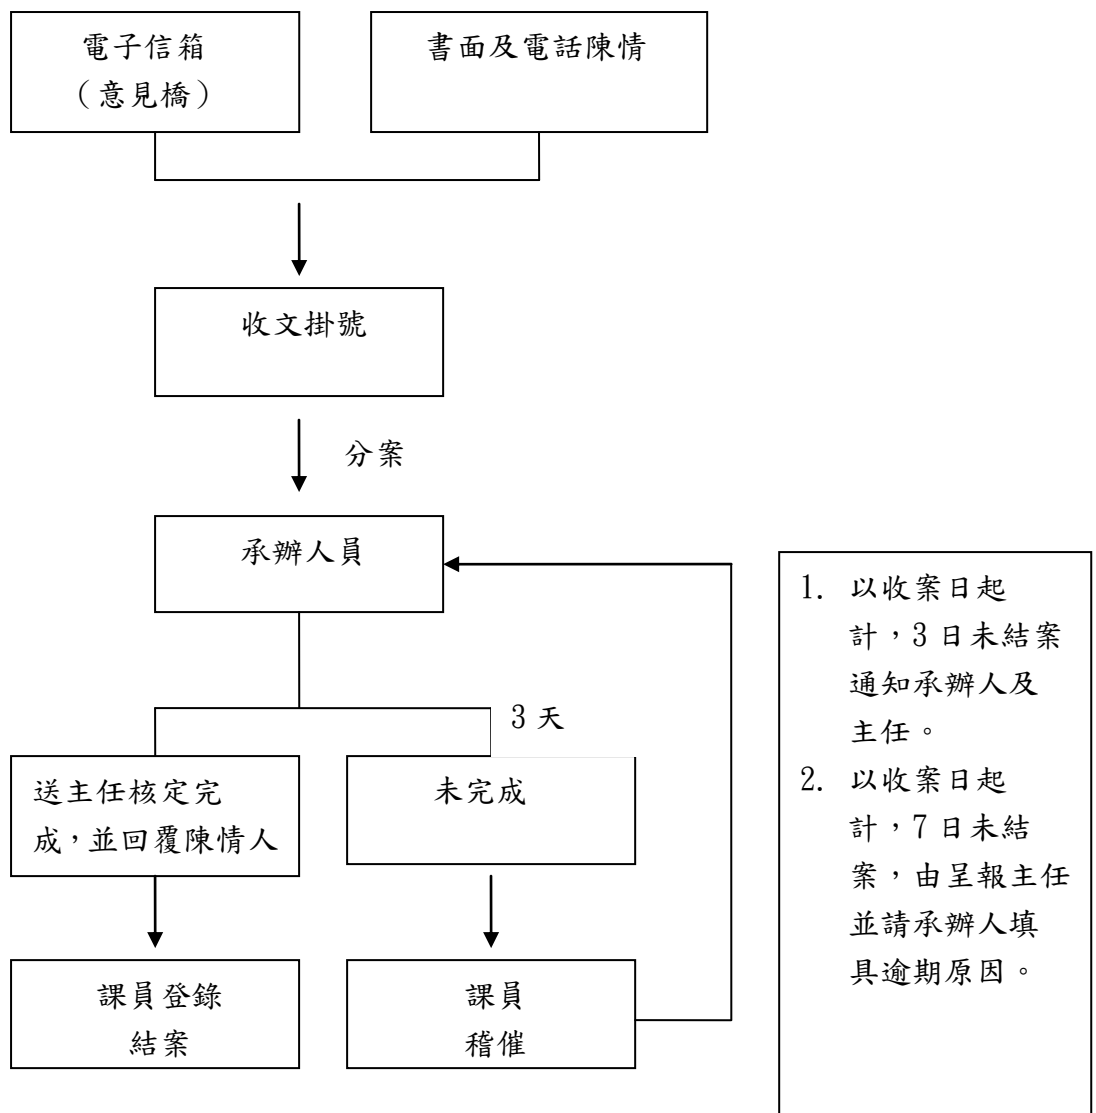 電子信箱
（意見橋）
書面及電話陳情
收文掛號
分案
承辦人員
3 天
送主任核定完
成，並回覆陳情人
未完成
課員登錄
結案
課員
稽催
1. 以收案日起
計，3 日未結案
通知承辦人及
主任。
2. 以收案日起
計，7 日未結
案，由呈報主任
並請承辦人填
具逾期原因。